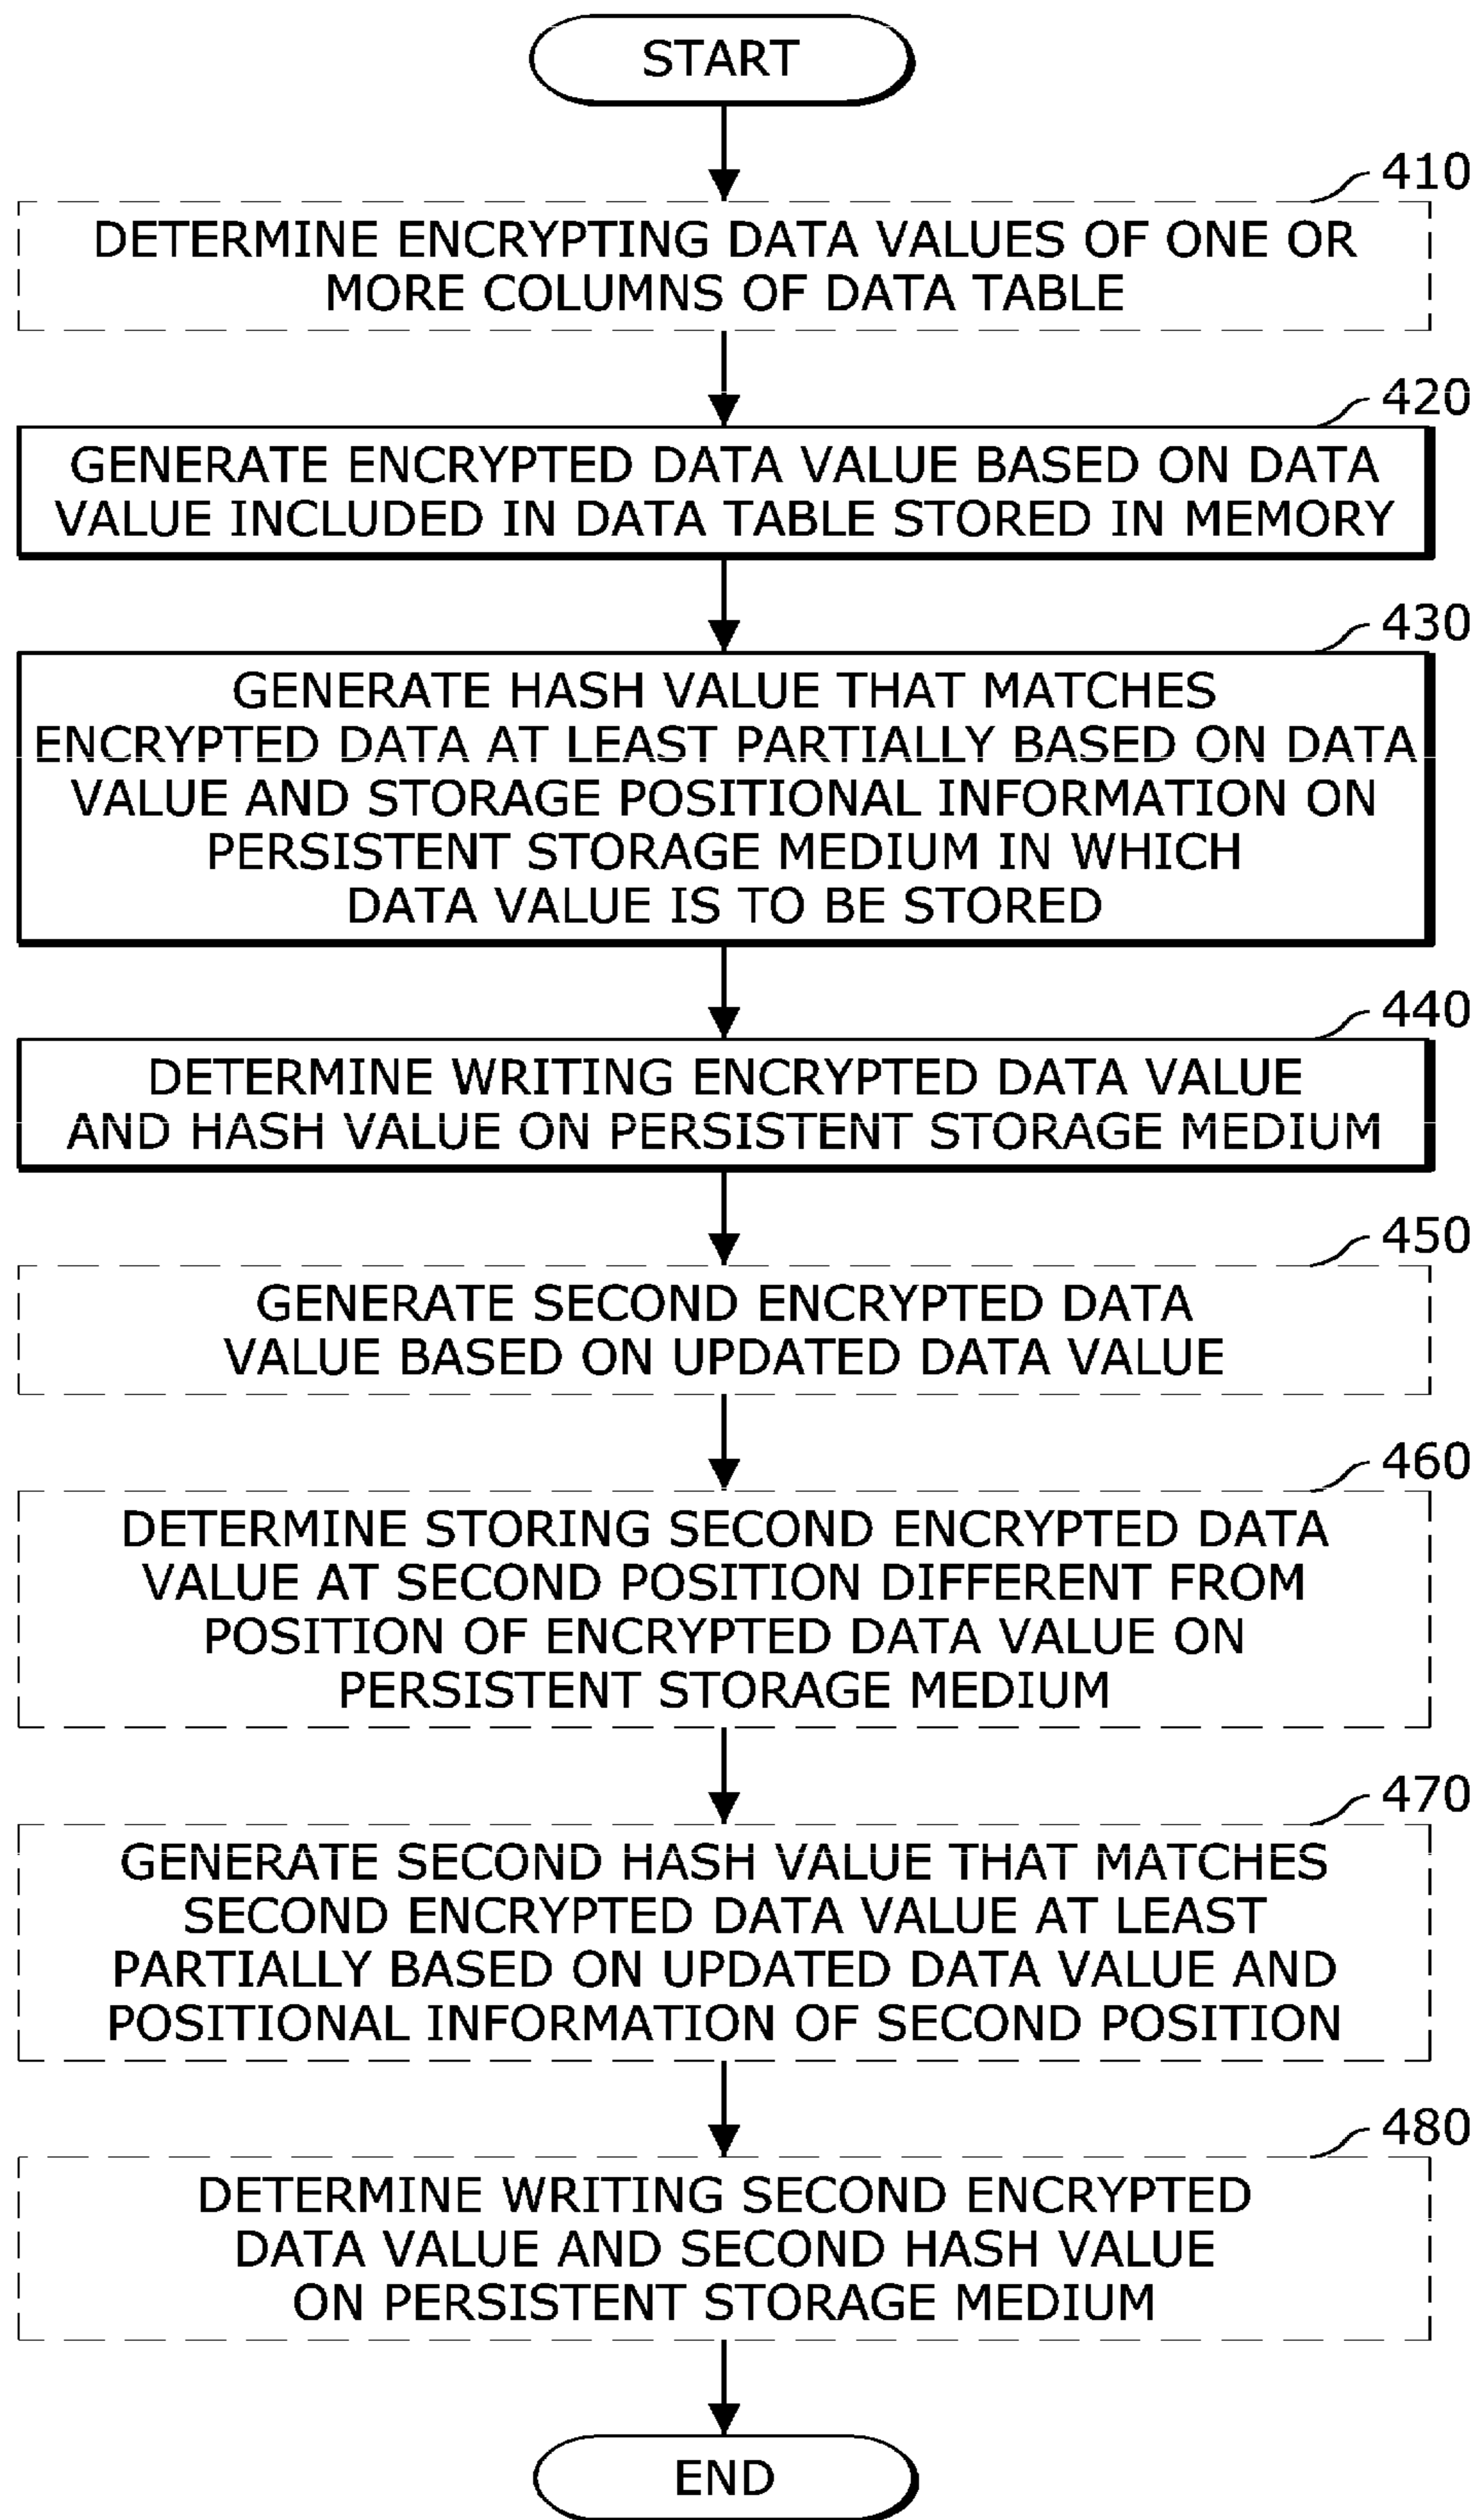 START
410
DETERMINE ENCRYPTING DATA VALUES OF ONE OR
MORE COLUMNS OF DATA TABLE
420
GENERATE ENCRYPTED DATA VALUE BASED ON DATA
VALUE INCLUDED IN DATA TABLE STORED IN MEMORY
430
GENERATE HASH VALUE THAT MATCHES
ENCRYPTED DATA AT LEAST PARTIALLY BASED ON DATA
VALUE AND STORAGE POSITIONAL INFORMATION ON
PERSISTENT STORAGE MEDIUM IN WHICH
DATA VALUE IS TO BE STORED
440
DETERMINE WRITING ENCRYPTED DATA VALUE
AND HASH VALUE ON PERSISTENT STORAGE MEDIUM
450
GENERATE SECOND ENCRYPTED DATA
VALUE BASED ON UPDATED DATA VALUE
460
DETERMINE STORING SECOND ENCRYPTED DATA
VALUE AT SECOND POSITION DIFFERENT FROM
POSITION OF ENCRYPTED DATA VALUE ON
PERSISTENT STORAGE MEDIUM
470
GENERATE SECOND HASH VALUE THAT MATCHES
SECOND ENCRYPTED DATA VALUE AT LEAST
PARTIALLY BASED ON UPDATED DATA VALUE AND
POSITIONAL INFORMATION OF SECOND POSITION
480
DETERMINE WRITING SECOND ENCRYPTED
DATA VALUE AND SECOND HASH VALUE
ON PERSISTENT STORAGE MEDIUM
END